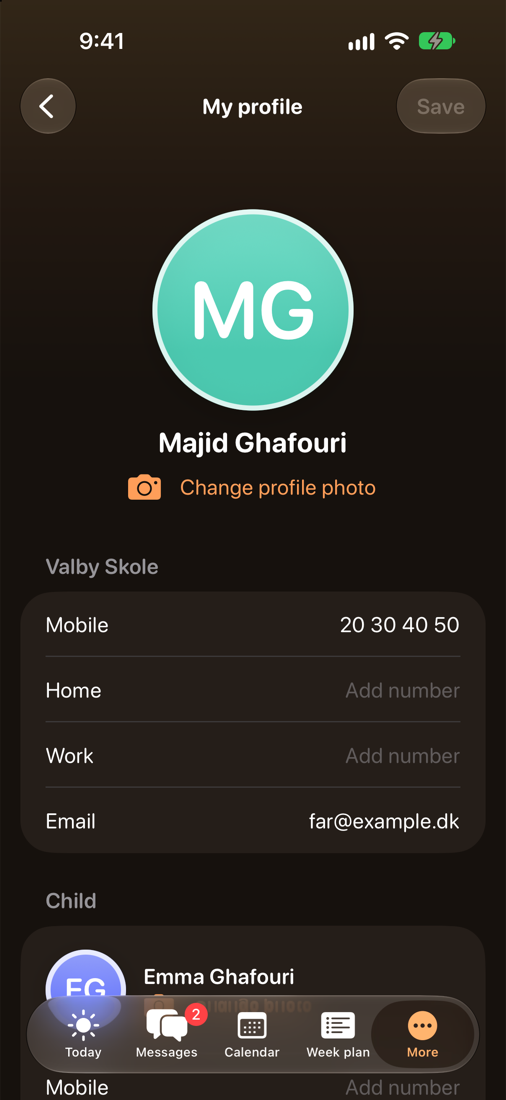 9:41
My profile
Save
MG
Majid Ghafouri
Change profile photo
Valby Skole
Mobile 20 30 40 50
Home Add number
Work Add number
Email far@example.dk
Child
EG
Emma Ghafouri
2
Today Messages Calendar Week plan More
Mobile Add number